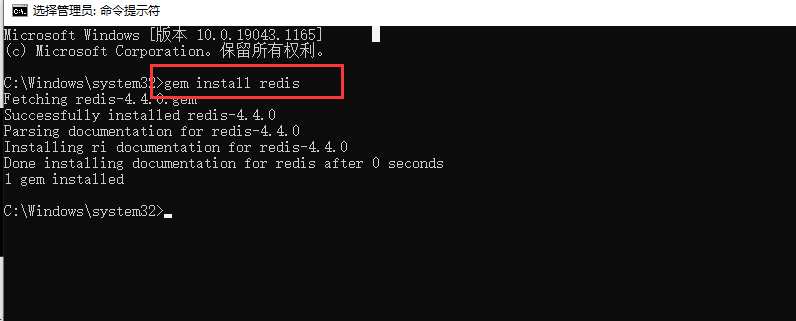 选择管理员: 命令提示符
Microsoft Windows [版本 10.0.19043.1165]
(c) Microsoft Corporation。保留所有权利。
C:\Windows\system32>gem install redis
Fetching redis-4.4.0.gem
Successfully installed redis-4.4.0
Parsing documentation for redis-4.4.0
Installing ri documentation for redis-4.4.0
Done installing documentation for redis after 0 seconds
1 gem installed
C:\Windows\system32>